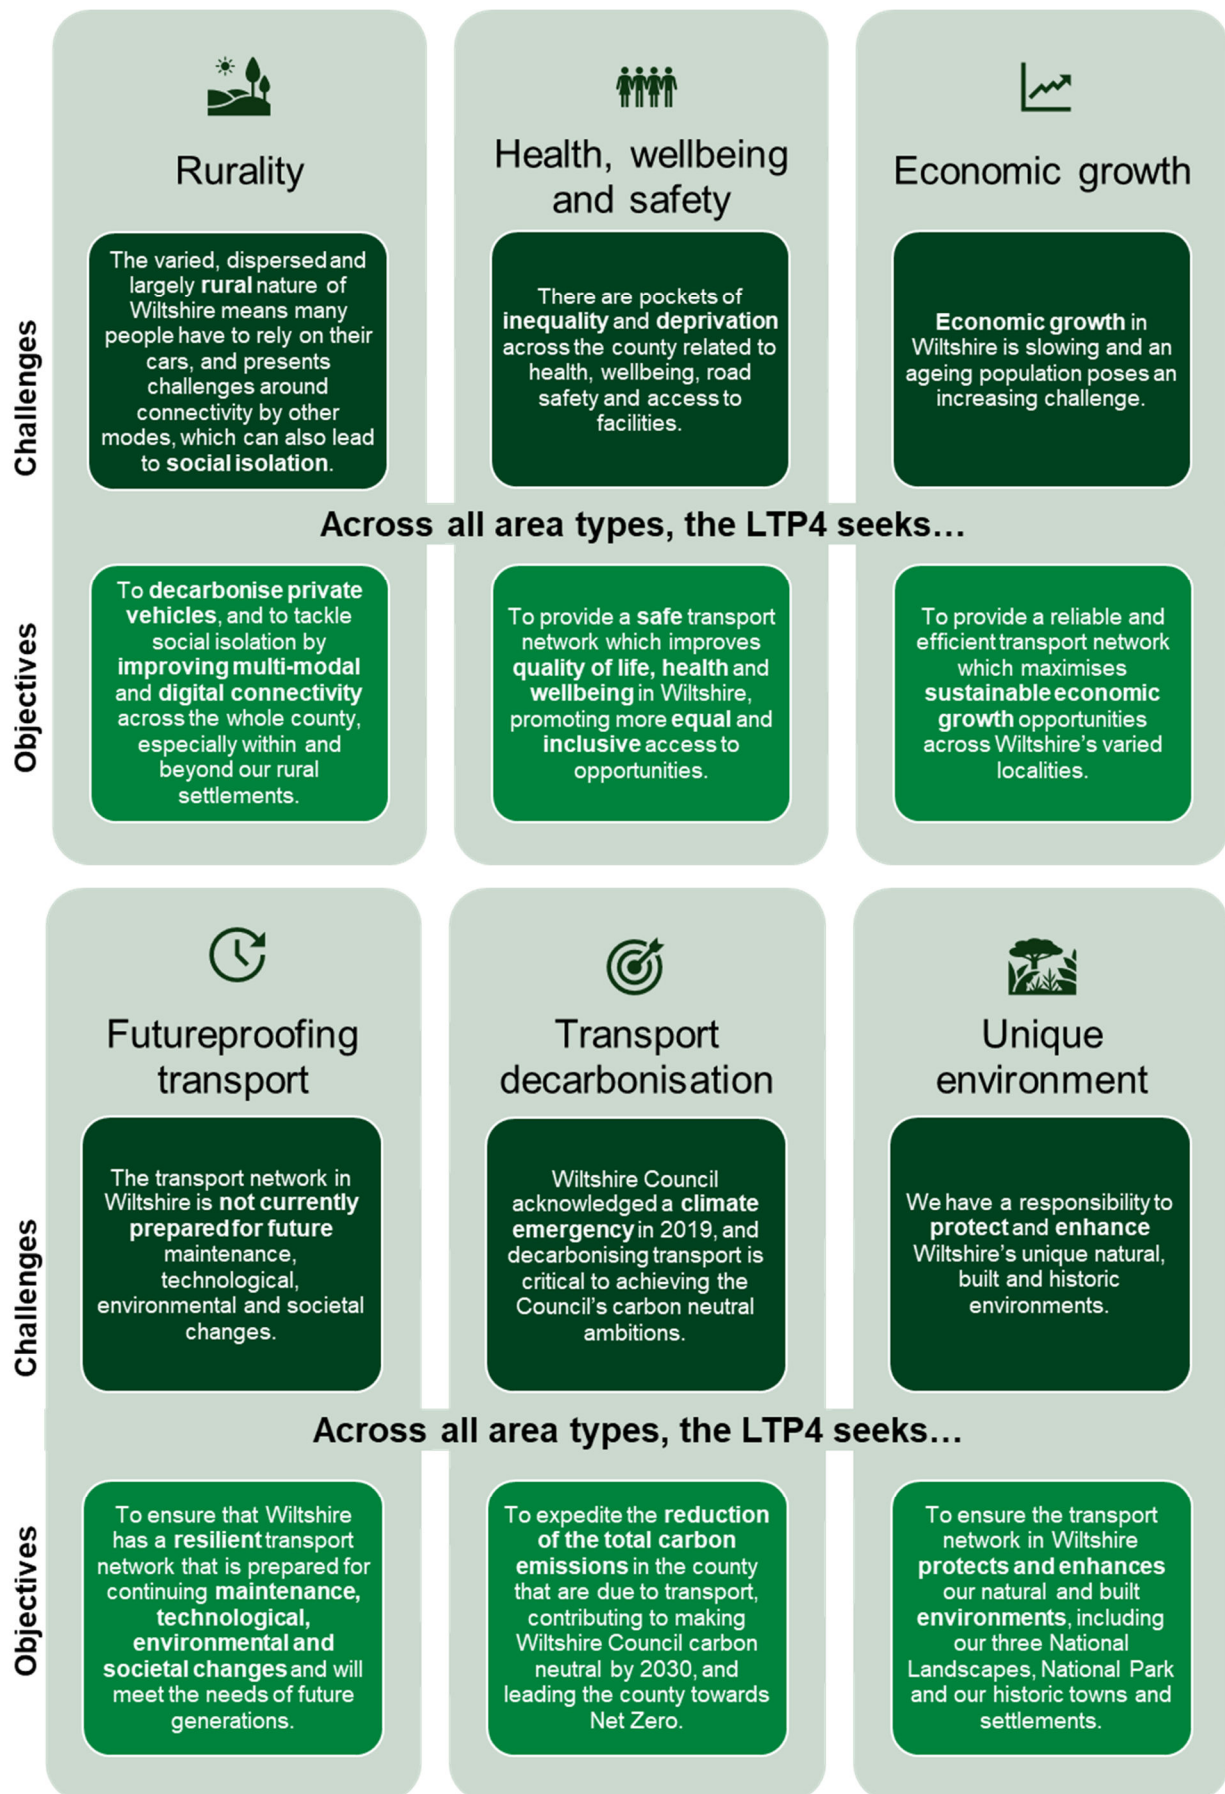 Rurality
Health, wellbeing
and safety
Economic growth
Challenges
The varied, dispersed and
largely rural nature of
Wiltshire means many
people have to rely on their
cars, and presents
challenges around
connectivity by other
modes, which can also lead
to social isolation.
There are pockets of
inequality and deprivation
across the county related to
health, wellbeing, road
safety and access to
facilities.
Economic growth in
Wiltshire is slowing and an
ageing population poses an
increasing challenge.
Across all area types, the LTP4 seeks...
Objectives
To decarbonise private
vehicles, and to tackle
social isolation by
improving multi-modal
and digital connectivity
across the whole county,
especially within and
beyond our rural
settlements.
To provide a safe transport
network which improves
quality of life, health and
wellbeing in Wiltshire,
promoting more equal and
inclusive access to
opportunities.
To provide a reliable and
efficient transport network
which maximises
sustainable economic
growth opportunities
across Wiltshire's varied
localities.
Futureproofing
transport
Transport
decarbonisation
Unique
environment
Challenges
The transport network in
Wiltshire is not currently
prepared for future
maintenance,
technological,
environmental and societal
changes.
Wiltshire Council
acknowledged a climate
emergency in 2019, and
decarbonising transport is
critical to achieving the
Council's carbon neutral
ambitions.
We have a responsibility to
protect and enhance
Wiltshire's unique natural,
built and historic
environments.
Across all area types, the LTP4 seeks...
Objectives
To ensure that Wiltshire
has a resilient transport
network that is prepared for
continuing maintenance,
technological,
environmental and
societal changes and will
meet the needs of future
generations.
To expedite the reduction
of the total carbon
emissions in the county
that are due to transport,
contributing to making
Wiltshire Council carbon
neutral by 2030, and
leading the county towards
Net Zero.
To ensure the transport
network in Wiltshire
protects and enhances
our natural and built
environments, including
our three National
Landscapes, National Park
and our historic towns and
settlements.